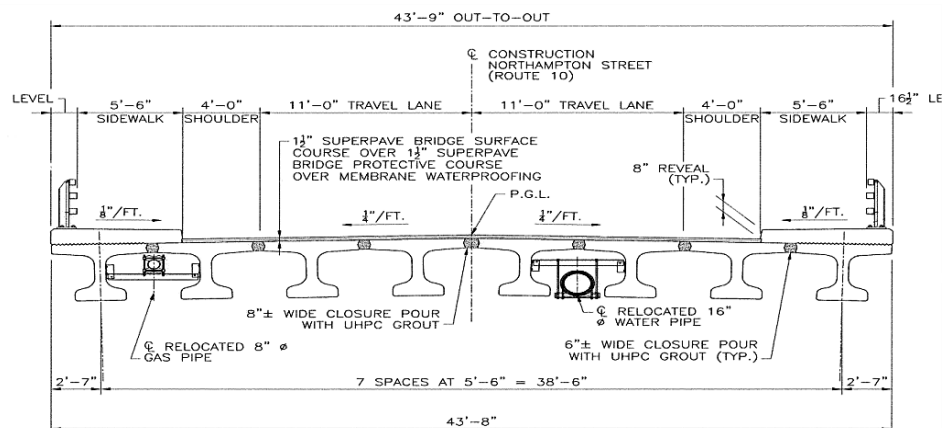 43'-9" OUT-TO-OUT
℄ CONSTRUCTION
NORTHAMPTON STREET
(ROUTE 10)
LEVEL
5'-6"
SIDEWALK
4'-0"
SHOULDER
11'-0" TRAVEL LANE
11'-0" TRAVEL LANE
4'-0"
SHOULDER
5'-6"
SIDEWALK
16½" LE
1½" SUPERPAVE BRIDGE SURFACE
COURSE OVER 1½" SUPERPAVE
BRIDGE PROTECTIVE COURSE
OVER MEMBRANE WATERPROOFING
8" REVEAL
(TYP.)
P.G.L.
⅛"/FT.
¼"/FT.
¼"/FT.
⅛"/FT.
8"± WIDE CLOSURE POUR
WITH UHPC GROUT
℄ RELOCATED 16"
ø WATER PIPE
℄ RELOCATED 8" ø
GAS PIPE
6"± WIDE CLOSURE POUR
WITH UHPC GROUT (TYP.)
2'-7"
7 SPACES AT 5'-6" = 38'-6"
2'-7"
43'-8"